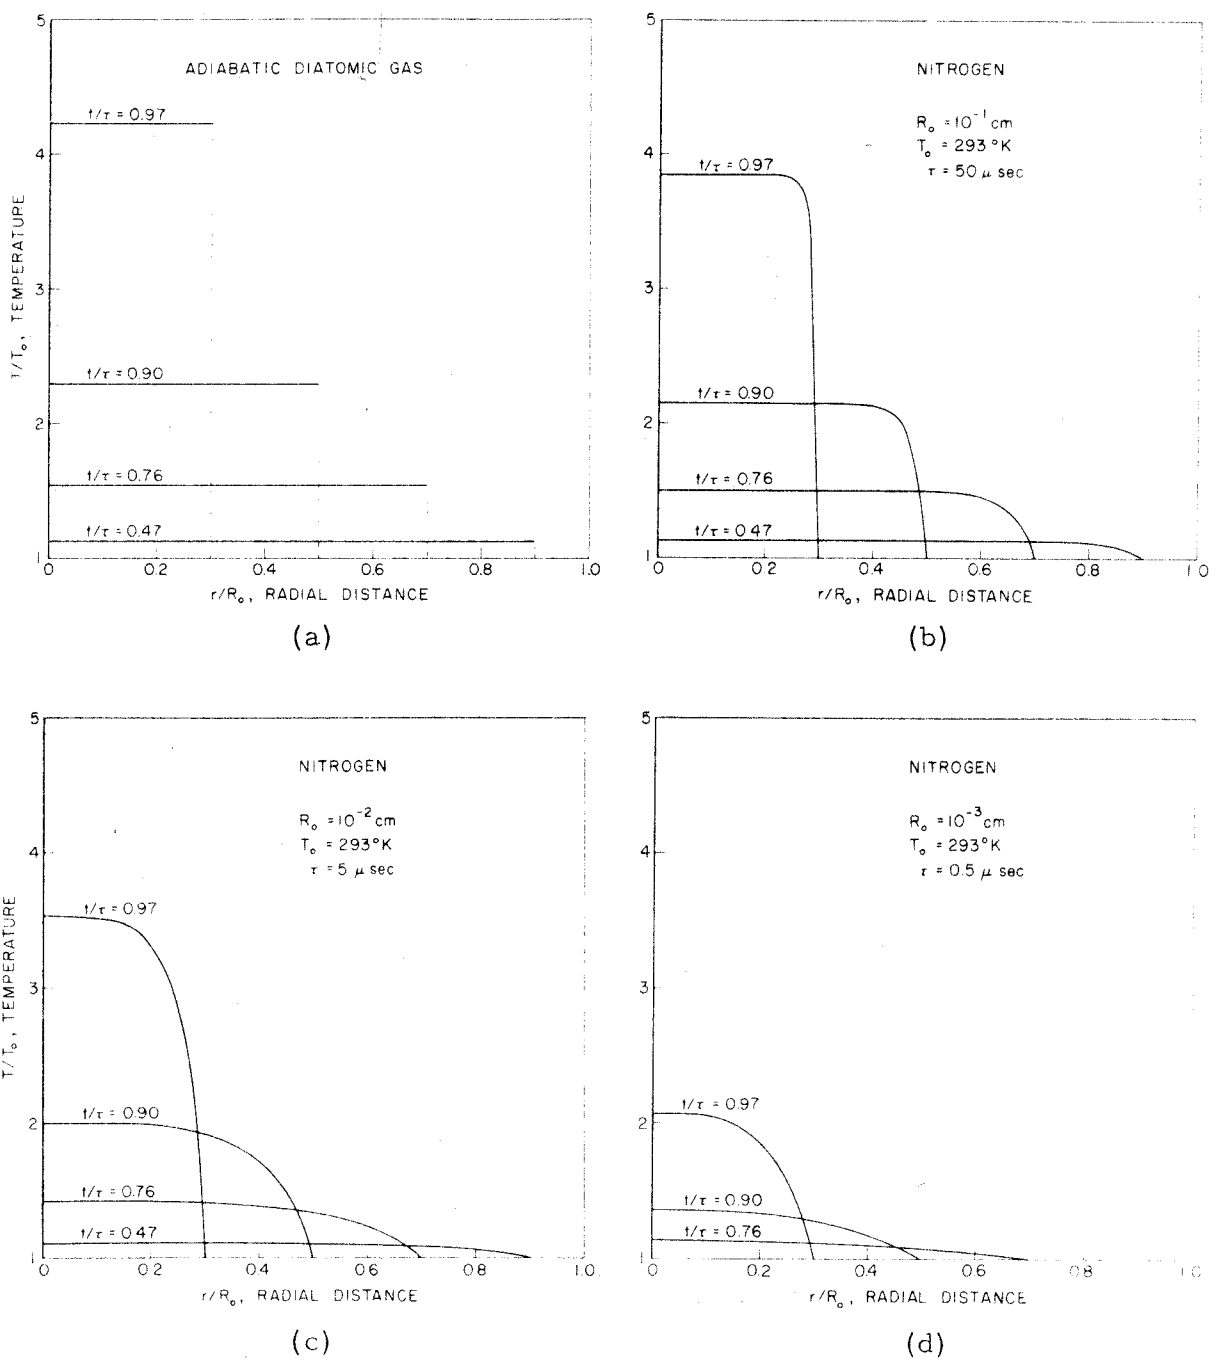 ADIABATIC DIATOMIC GAS
t/τ = 0.97
t/τ = 0.90
t/τ = 0.76
t/τ = 0.47
5
4
3
2
1
T/T₀, TEMPERATURE
0 0.2 0.4 0.6 0.8 1.0
r/R₀, RADIAL DISTANCE
(a)
NITROGEN
R₀ = 10⁻¹ cm
T₀ = 293 °K
τ = 50 μ sec
t/τ = 0.97
t/τ = 0.90
t/τ = 0.76
t/τ = 0.47
5
4
3
2
1
0 0.2 0.4 0.6 0.8 1.0
r/R₀, RADIAL DISTANCE
(b)
NITROGEN
R₀ = 10⁻² cm
T₀ = 293°K
τ = 5 μ sec
t/τ = 0.97
t/τ = 0.90
t/τ = 0.76
t/τ = 0.47
5
4
3
2
1
T/T₀, TEMPERATURE
0 0.2 0.4 0.6 0.8 1.0
r/R₀, RADIAL DISTANCE
(c)
NITROGEN
R₀ = 10⁻³ cm
T₀ = 293°K
τ = 0.5 μ sec
t/τ = 0.97
t/τ = 0.90
t/τ = 0.76
5
4
3
2
1
0 0.2 0.4 0.6 0.8 1.0
r/R₀, RADIAL DISTANCE
(d)